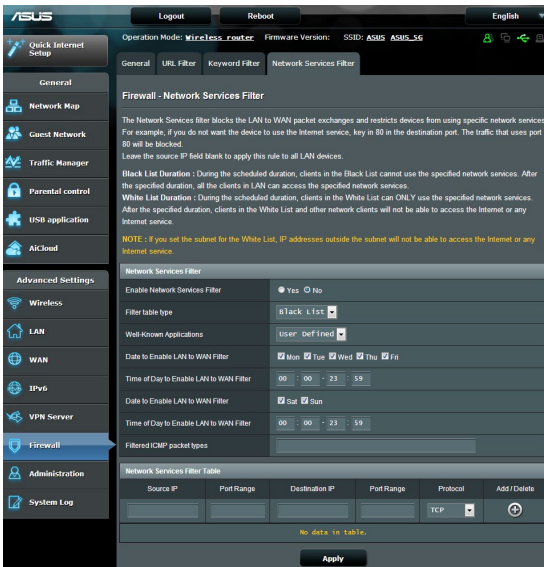 ASUS
Logout
Reboot
English
Quick Internet
Setup
Operation Mode: Wireless router Firmware Version: SSID: ASUS ASUS_5G
General
URL Filter
Keyword Filter
Network Services Filter
General
Network Map
Guest Network
Traffic Manager
Parental control
USB application
AiCloud
Advanced Settings
Wireless
LAN
WAN
IPv6
VPN Server
Firewall
Administration
System Log
Firewall - Network Services Filter
The Network Services filter blocks the LAN to WAN packet exchanges and restricts devices from using specific network services.
For example, if you do not want the device to use the Internet service, key in 80 in the destination port. The traffic that uses port
80 will be blocked.
Leave the source IP field blank to apply this rule to all LAN devices.
Black List Duration : During the scheduled duration, clients in the Black List cannot use the specified network services. After
the specified duration, all the clients in LAN can access the specified network services.
White List Duration : During the scheduled duration, clients in the White List can ONLY use the specified network services.
After the specified duration, clients in the White List and other network clients will not be able to access the Internet or any
Internet service.
NOTE : If you set the subnet for the White List, IP addresses outside the subnet will not be able to access the Internet or any
Internet service.
Network Services Filter
Enable Network Services Filter Yes No
Filter table type Black List
Well-Known Applications User Defined
Date to Enable LAN to WAN Filter Mon Tue Wed Thu Fri
Time of Day to Enable LAN to WAN Filter 00 : 00 - 23 : 59
Date to Enable LAN to WAN Filter Sat Sun
Time of Day to Enable LAN to WAN Filter 00 : 00 - 23 : 59
Filtered ICMP packet types
Network Services Filter Table
Source IP Port Range Destination IP Port Range Protocol Add / Delete
TCP
No data in table.
Apply